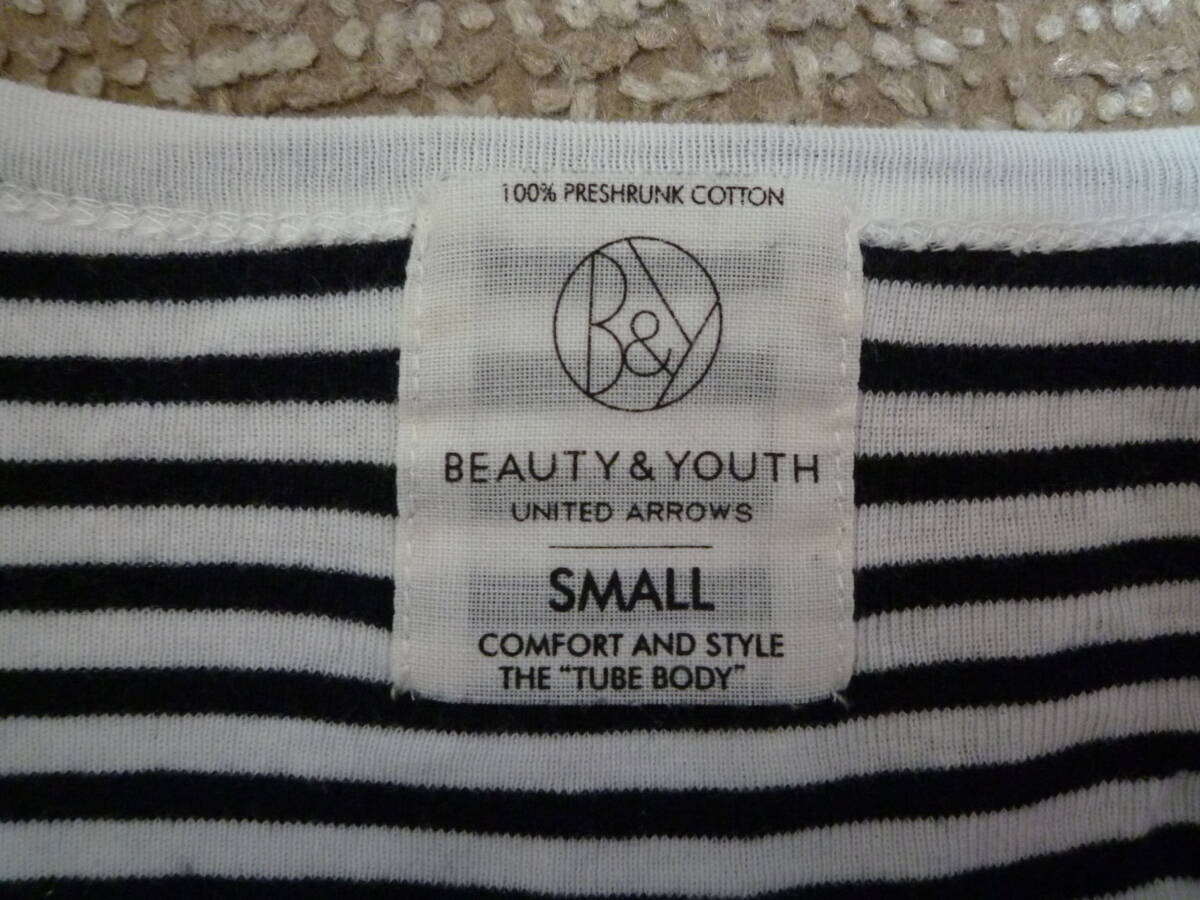 100% PRESHRUNK COTTON
B&Y
BEAUTY & YOUTH
UNITED ARROWS
SMALL
COMFORT AND STYLE
THE "TUBE BODY"